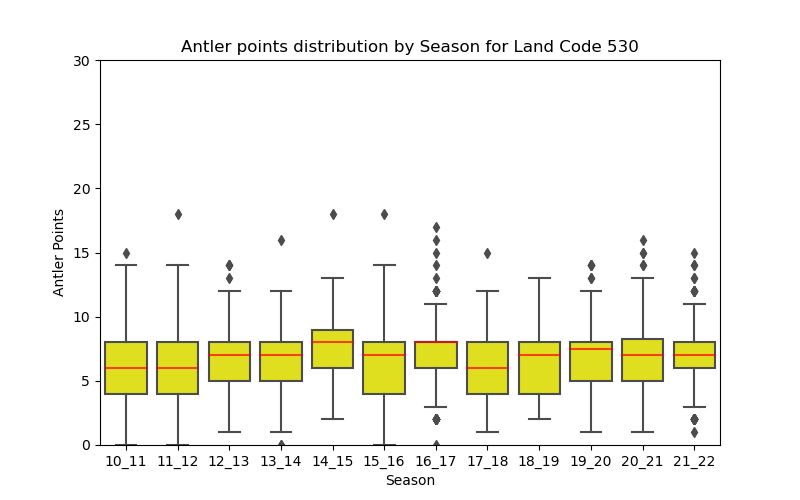 Antler points distribution by Season for Land Code 530
Antler Points
30
25
20
15
10
5
0
10_11 11_12 12_13 13_14 14_15 15_16 16_17 17_18 18_19 19_20 20_21 21_22
Season